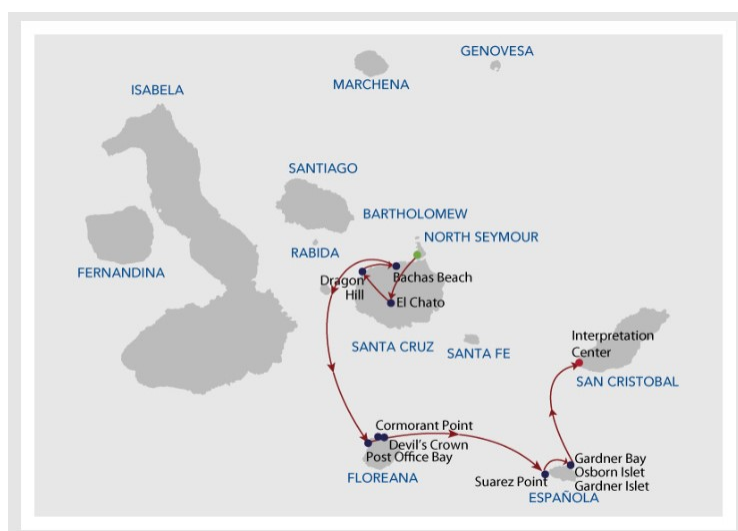 GENOVESA
MARCHENA
ISABELA
SANTIAGO
BARTHOLOMEW
NORTH SEYMOUR
RABIDA
FERNANDINA
Dragon
Hill
Bachas Beach
El Chato
SANTA CRUZ
SANTA FE
Interpretation
Center
SAN CRISTOBAL
Cormorant Point
Devil's Crown
Post Office Bay
FLOREANA
Suarez Point
Gardner Bay
Osborn Islet
Gardner Islet
ESPAÑOLA